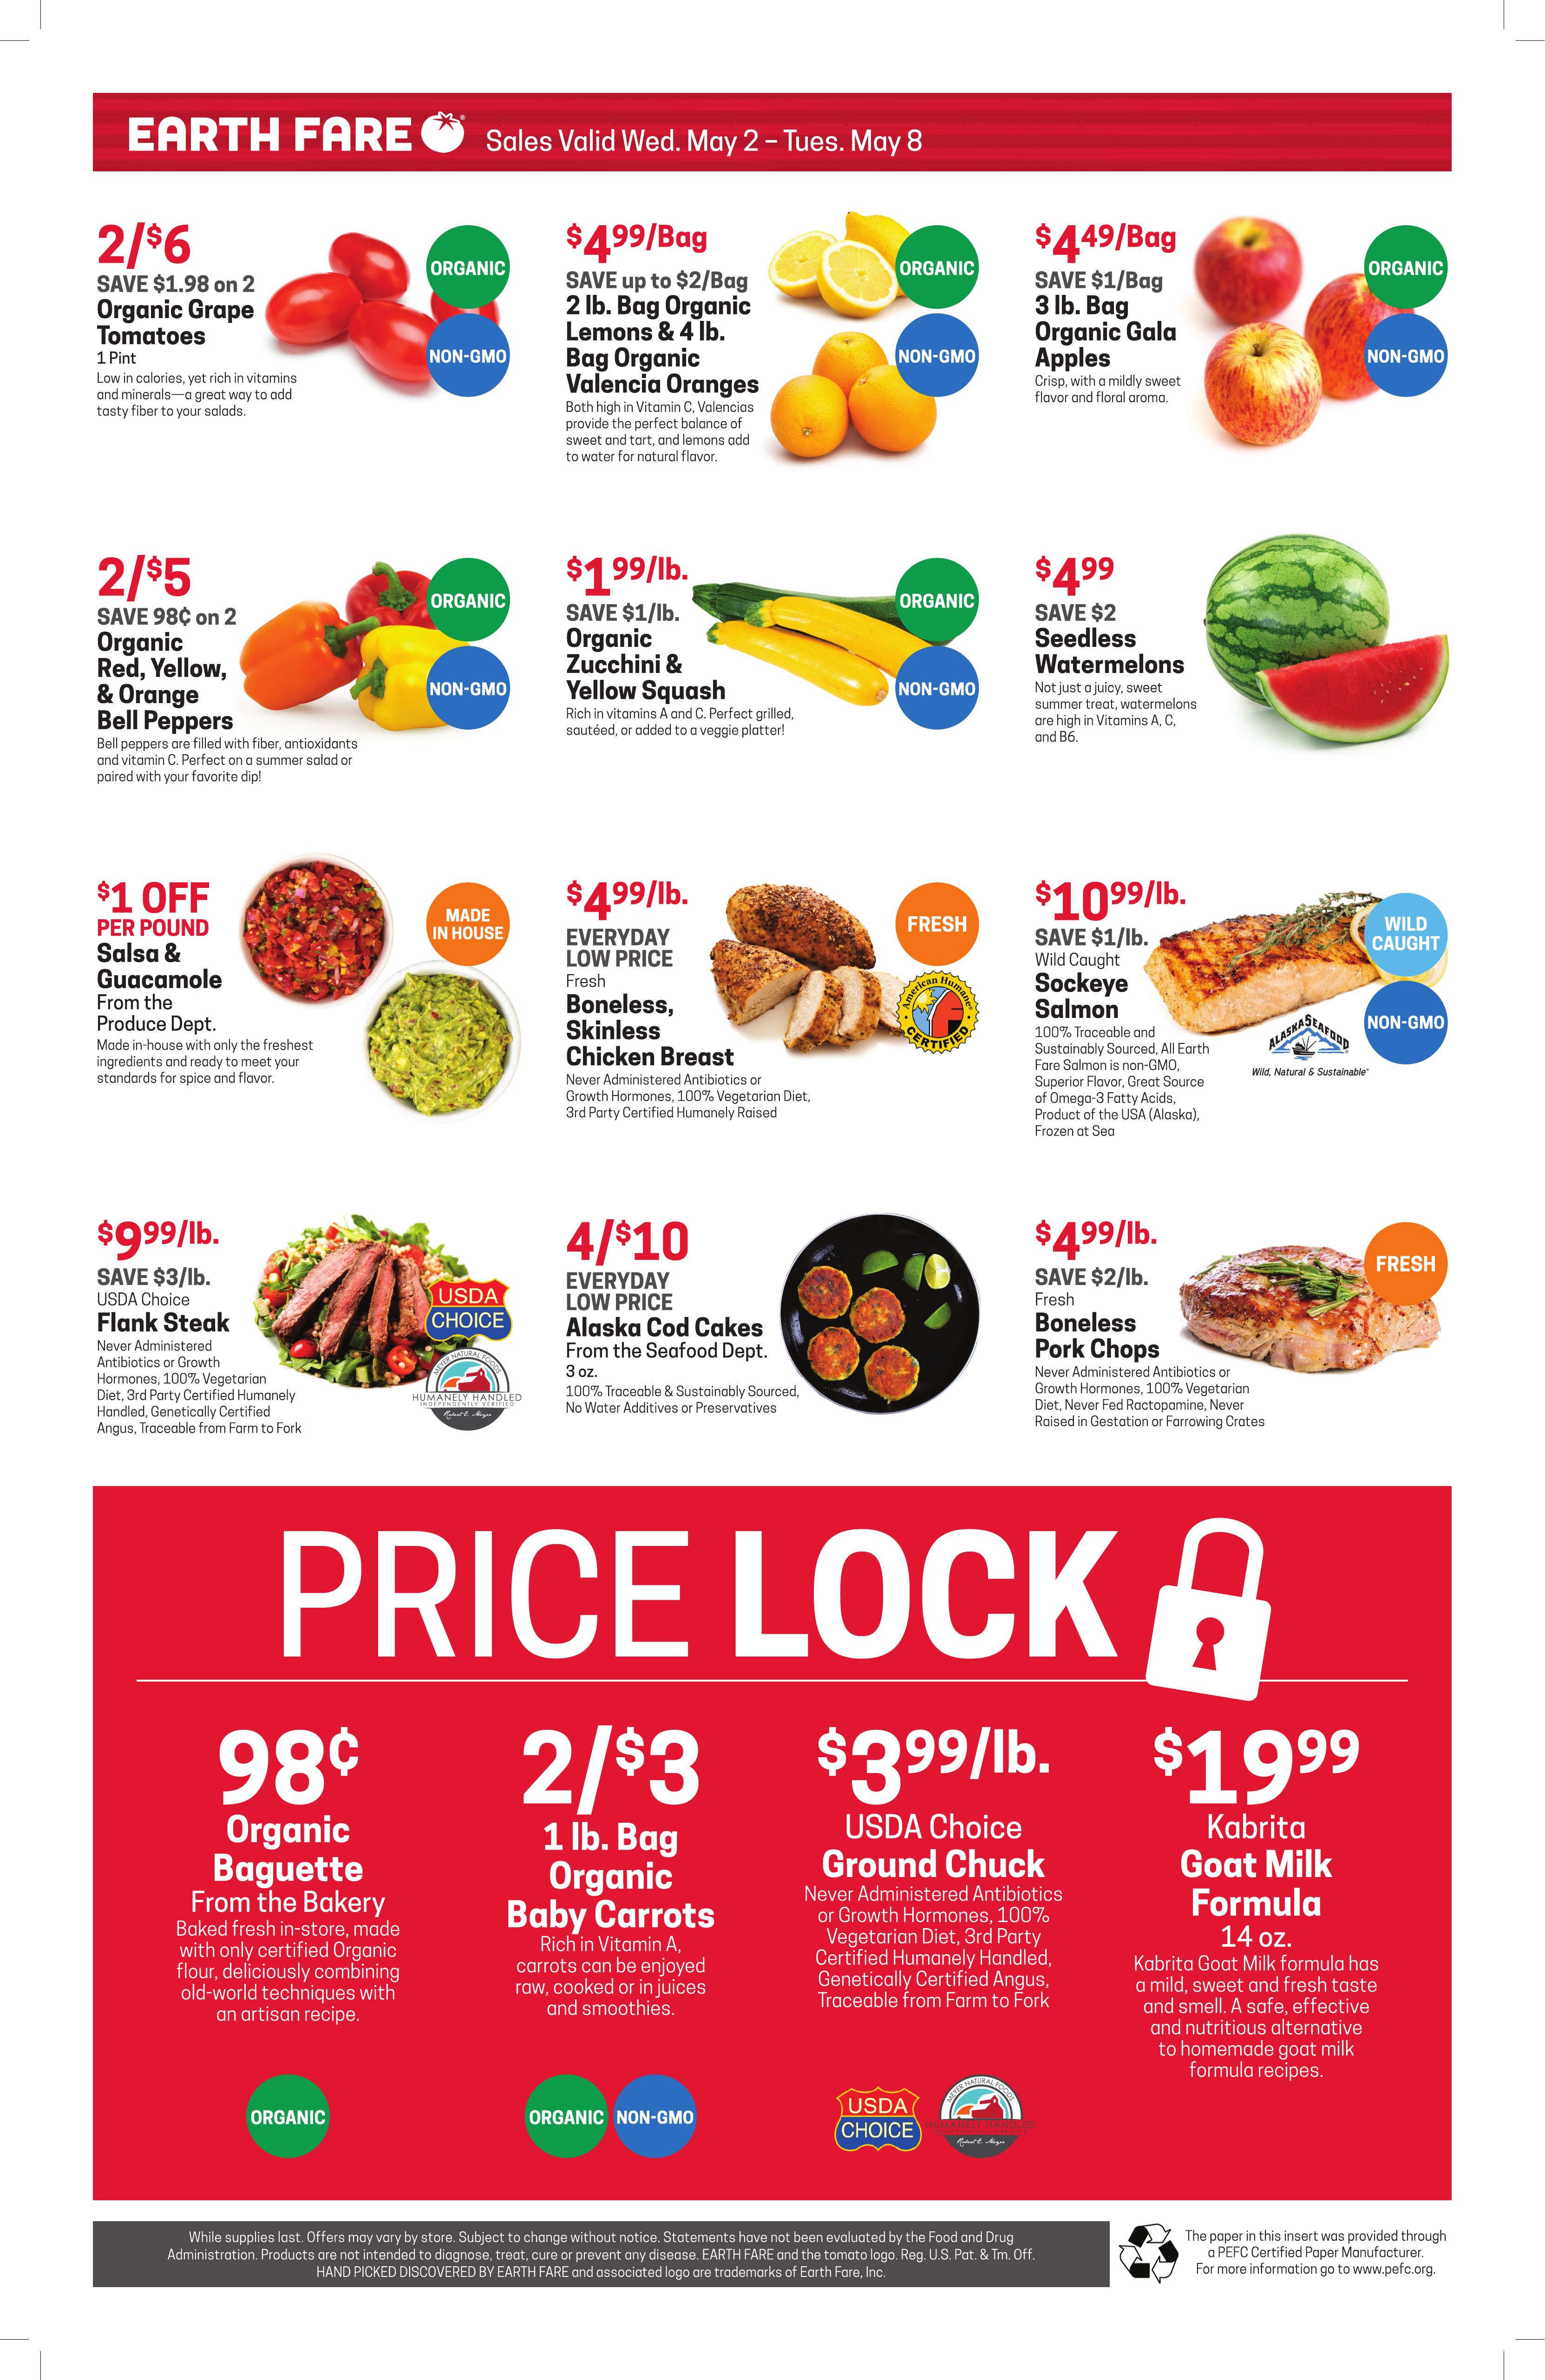 EARTH FARE® Sales Valid Wed. May 2 – Tues. May 8
2/$6
SAVE $1.98 on 2
Organic Grape
Tomatoes
1 Pint
Low in calories, yet rich in vitamins
and minerals—a great way to add
tasty fiber to your salads.
ORGANIC
NON-GMO
$4.99/Bag
SAVE up to $2/Bag
2 lb. Bag Organic
Lemons & 4 lb.
Bag Organic
Valencia Oranges
Both high in Vitamin C, Valencias
provide the perfect balance of
sweet and tart, and lemons add
to water for natural flavor.
ORGANIC
NON-GMO
$4.49/Bag
SAVE $1/Bag
3 lb. Bag
Organic Gala
Apples
Crisp, with a mildly sweet
flavor and floral aroma.
ORGANIC
NON-GMO
2/$5
SAVE 98¢ on 2
Organic
Red, Yellow,
& Orange
Bell Peppers
Bell peppers are filled with fiber, antioxidants
and vitamin C. Perfect on a summer salad or
paired with your favorite dip!
ORGANIC
NON-GMO
$1.99/lb.
SAVE $1/lb.
Organic
Zucchini &
Yellow Squash
Rich in vitamins A and C. Perfect grilled,
sautéed, or added to a veggie platter!
ORGANIC
NON-GMO
$4.99
SAVE $2
Seedless
Watermelons
Not just a juicy, sweet
summer treat, watermelons
are high in Vitamins A, C,
and B6.
$1 OFF
PER POUND
Salsa &
Guacamole
From the
Produce Dept.
Made in-house with only the freshest
ingredients and ready to meet your
standards for spice and flavor.
MADE
IN HOUSE
$4.99/lb.
EVERYDAY
LOW PRICE
Fresh
Boneless,
Skinless
Chicken Breast
Never Administered Antibiotics or
Growth Hormones, 100% Vegetarian Diet,
3rd Party Certified Humanely Raised
FRESH
American Humane®
CERTIFIED
$10.99/lb.
SAVE $1/lb.
Wild Caught
Sockeye
Salmon
100% Traceable and
Sustainably Sourced, All Earth
Fare Salmon is non-GMO,
Superior Flavor, Great Source
of Omega-3 Fatty Acids,
Product of the USA (Alaska),
Frozen at Sea
WILD
CAUGHT
NON-GMO
ALASKA SEAFOOD®
Wild, Natural & Sustainable®
$9.99/lb.
SAVE $3/lb.
USDA Choice
Flank Steak
Never Administered
Antibiotics or Growth
Hormones, 100% Vegetarian
Diet, 3rd Party Certified Humanely
Handled, Genetically Certified
Angus, Traceable from Farm to Fork
USDA
CHOICE
MEYER NATURAL FOODS
HUMANELY HANDLED
INDEPENDENTLY VERIFIED
Robert E. Meyer
4/$10
EVERYDAY
LOW PRICE
Alaska Cod Cakes
From the Seafood Dept.
3 oz.
100% Traceable & Sustainably Sourced,
No Water Additives or Preservatives
$4.99/lb.
SAVE $2/lb.
Fresh
Boneless
Pork Chops
Never Administered Antibiotics or
Growth Hormones, 100% Vegetarian
Diet, Never Fed Ractopamine, Never
Raised in Gestation or Farrowing Crates
FRESH
PRICE LOCK
98¢
Organic
Baguette
From the Bakery
Baked fresh in-store, made
with only certified Organic
flour, deliciously combining
old-world techniques with
an artisan recipe.
ORGANIC
2/$3
1 lb. Bag
Organic
Baby Carrots
Rich in Vitamin A,
carrots can be enjoyed
raw, cooked or in juices
and smoothies.
ORGANIC
NON-GMO
$3.99/lb.
USDA Choice
Ground Chuck
Never Administered Antibiotics
or Growth Hormones, 100%
Vegetarian Diet, 3rd Party
Certified Humanely Handled,
Genetically Certified Angus,
Traceable from Farm to Fork
USDA
CHOICE
MEYER NATURAL FOODS
HUMANELY HANDLED
Robert E. Meyer
$19.99
Kabrita
Goat Milk
Formula
14 oz.
Kabrita Goat Milk formula has
a mild, sweet and fresh taste
and smell. A safe, effective
and nutritious alternative
to homemade goat milk
formula recipes.
While supplies last. Offers may vary by store. Subject to change without notice. Statements have not been evaluated by the Food and Drug
Administration. Products are not intended to diagnose, treat, cure or prevent any disease. EARTH FARE and the tomato logo. Reg. U.S. Pat. & Tm. Off.
HAND PICKED DISCOVERED BY EARTH FARE and associated logo are trademarks of Earth Fare, Inc.
The paper in this insert was provided through
a PEFC Certified Paper Manufacturer.
For more information go to www.pefc.org.